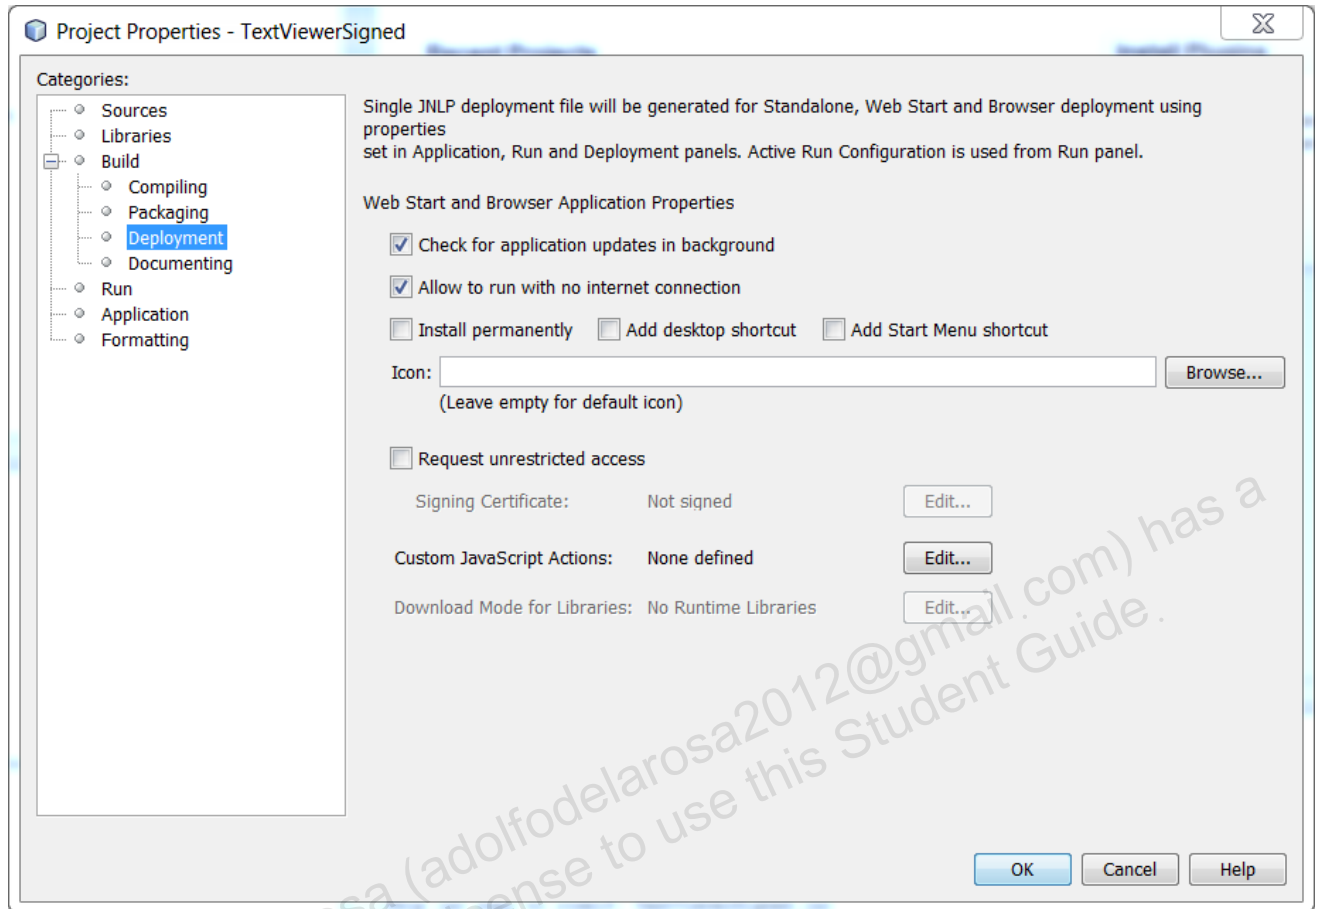 Project Properties - TextViewerSigned
Categories:
Sources
Libraries
Build
Compiling
Packaging
Deployment
Documenting
Run
Application
Formatting
Single JNLP deployment file will be generated for Standalone, Web Start and Browser deployment using
properties
set in Application, Run and Deployment panels. Active Run Configuration is used from Run panel.
Web Start and Browser Application Properties
Check for application updates in background
Allow to run with no internet connection
Install permanently Add desktop shortcut Add Start Menu shortcut
Icon: Browse...
(Leave empty for default icon)
Request unrestricted access
Signing Certificate: Not signed Edit...
Custom JavaScript Actions: None defined Edit...
Download Mode for Libraries: No Runtime Libraries Edit...
(adolfodelarosa2012@gmail.com) has a
to use this Student Guide.
OK Cancel Help